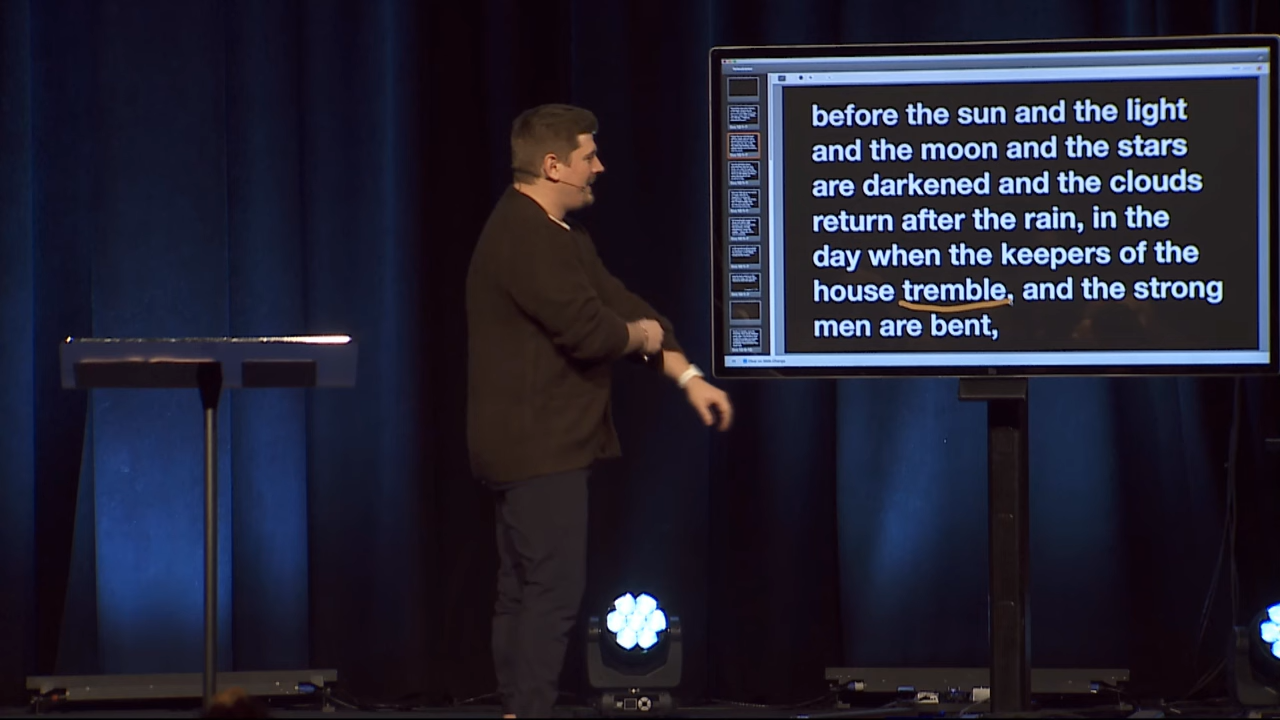 before the sun and the light
and the moon and the stars
are darkened and the clouds
return after the rain, in the
day when the keepers of the
house tremble, and the strong
men are bent,